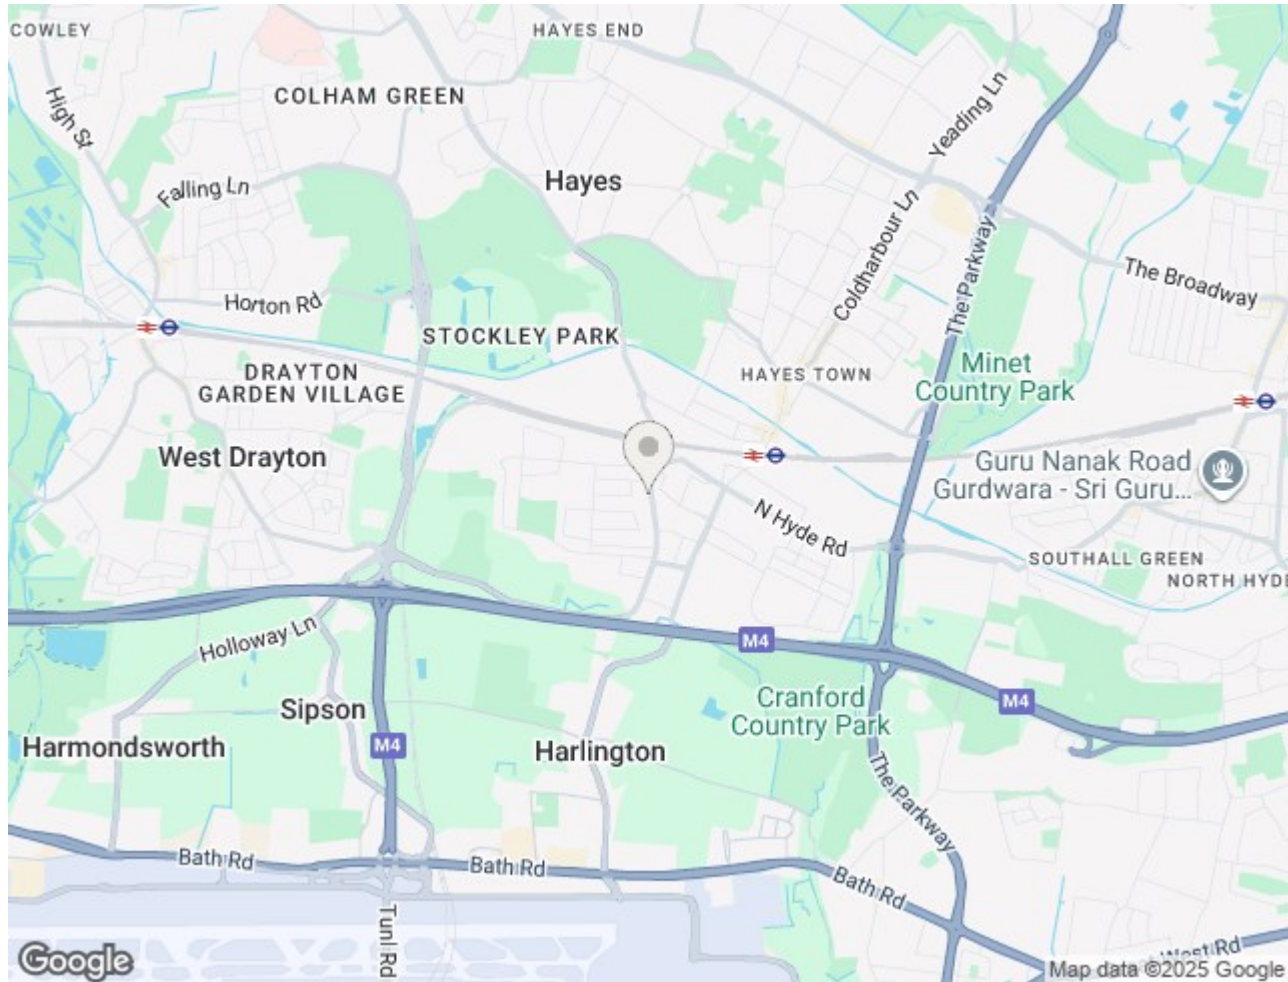 COWLEY
HAYES END
High St
COLHAM GREEN
Yeading Ln
Falling Ln
Hayes
Coldharbour Ln
The Parkway
The Broadway
Horton Rd
STOCKLEY PARK
DRAYTON
GARDEN VILLAGE
HAYES TOWN
Minet
Country Park
West Drayton
Guru Nanak Road
Gurdwara - Sri Guru...
N Hyde Rd
SOUTHALL GREEN
NORTH HYDE
Holloway Ln
M4
Sipson
Cranford
Country Park
M4
Harmondsworth
M4
Harlington
The Parkway
Bath Rd
Bath Rd
Bath Rd
Tunl Rd
West Rd
Google
Map data ©2025 Google